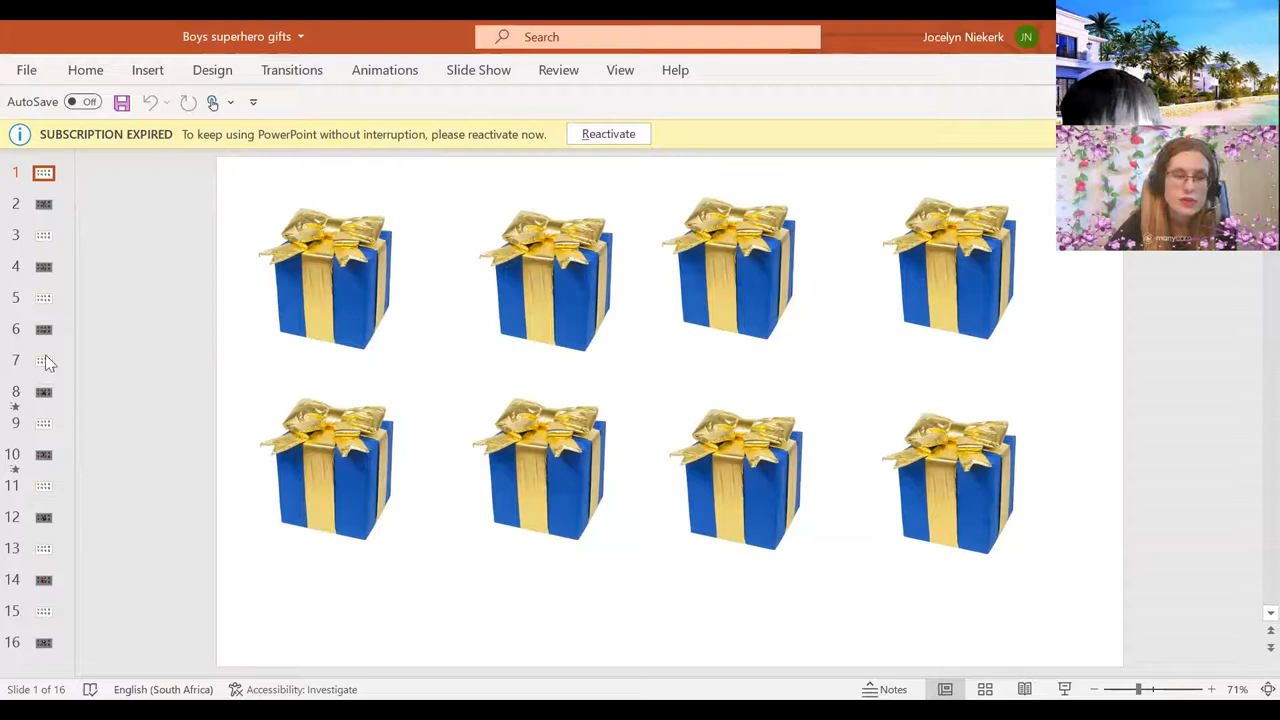 Boys superhero gifts
Search
Jocelyn Niekerk
JN
File
Home
Insert
Design
Transitions
Animations
Slide Show
Review
View
Help
AutoSave
Off
SUBSCRIPTION EXPIRED
To keep using PowerPoint without interruption, please reactivate now.
Reactivate
1
2
3
4
5
6
7
8
9
10
11
12
13
14
15
16
Slide 1 of 16
English (South Africa)
Accessibility: Investigate
Notes
71%